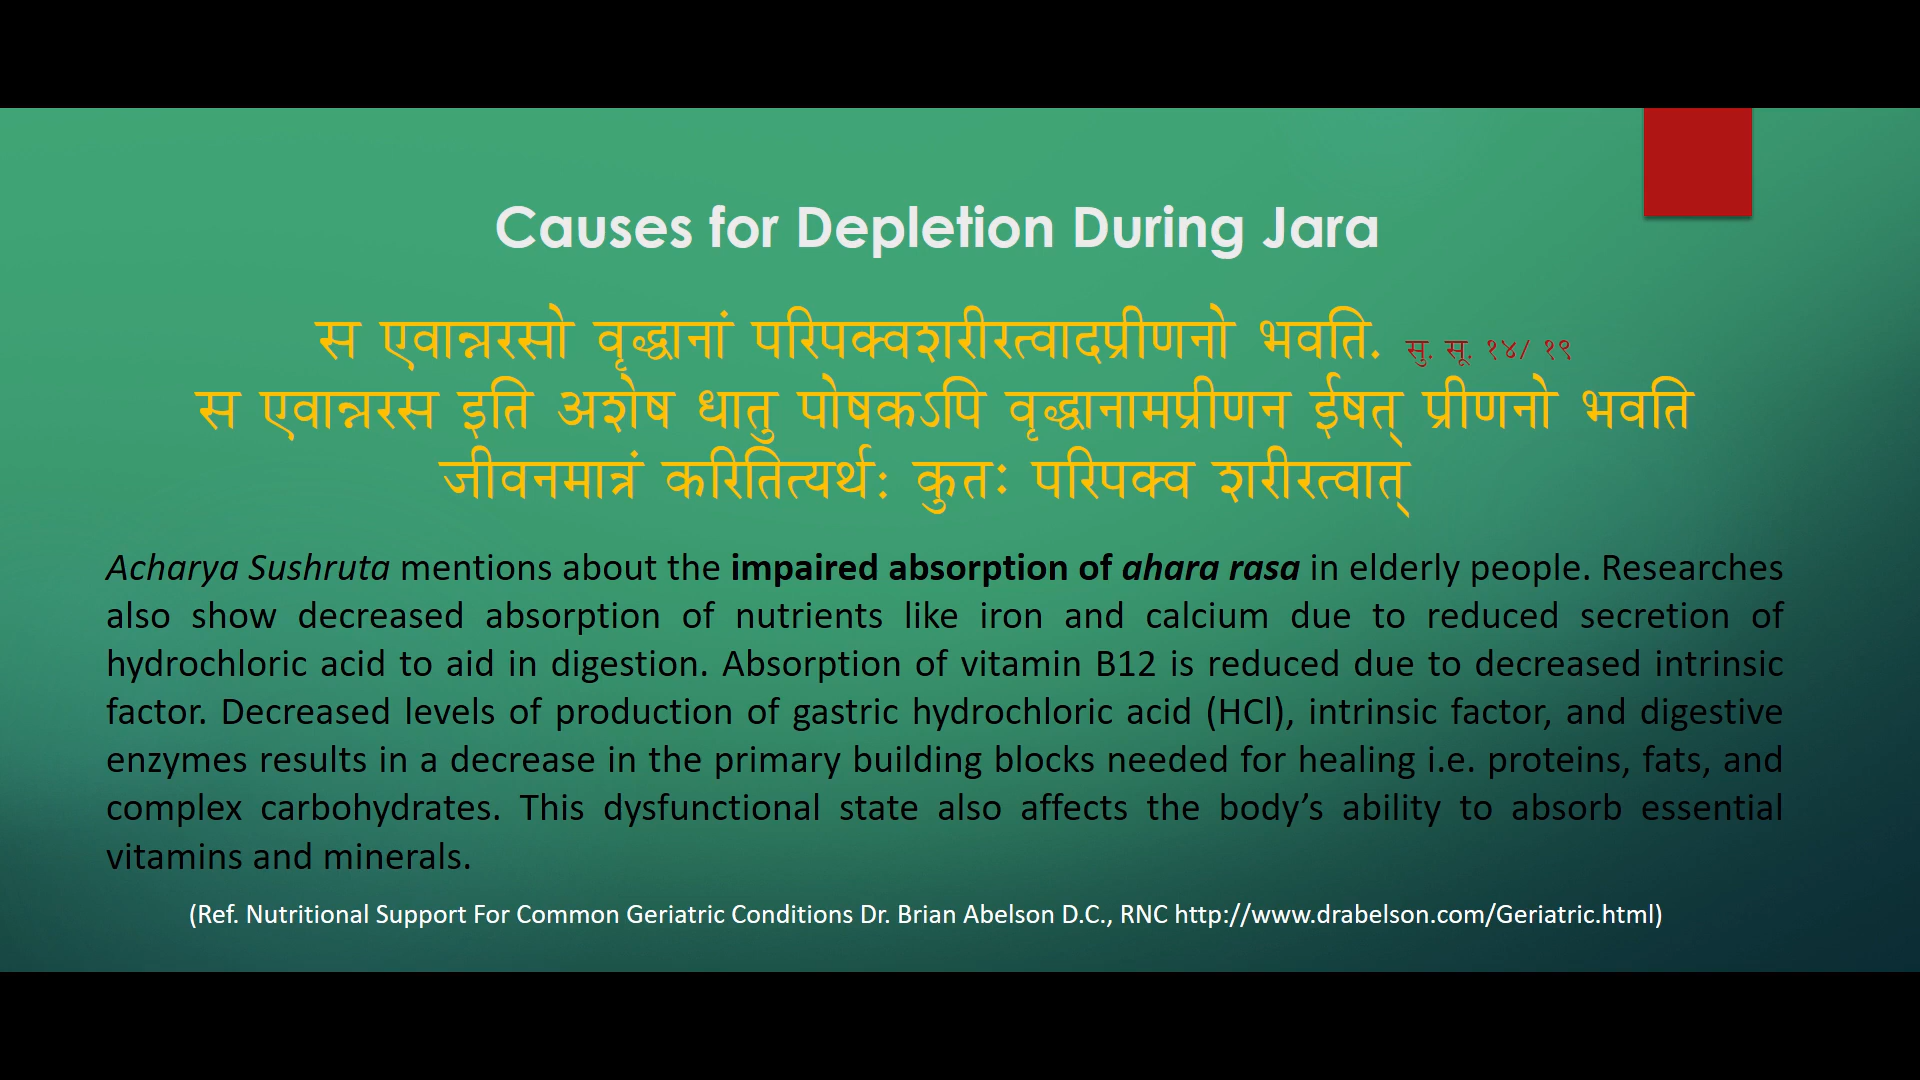 Causes for Depletion During Jara
स एवान्नरसो वृद्धानां परिपक्वशरीरत्वादप्रीणनो भवति. सु. सू. १४/ १९
स एवान्नरस इति अशेष धातु पोषकऽपि वृद्धानामप्रीणन ईषत् प्रीणनो भवति
जीवनमात्रं करितित्यर्थः कुतः परिपक्व शरीरत्वात्
Acharya Sushruta mentions about the impaired absorption of ahara rasa in elderly people. Researches
also show decreased absorption of nutrients like iron and calcium due to reduced secretion of
hydrochloric acid to aid in digestion. Absorption of vitamin B12 is reduced due to decreased intrinsic
factor. Decreased levels of production of gastric hydrochloric acid (HCl), intrinsic factor, and digestive
enzymes results in a decrease in the primary building blocks needed for healing i.e. proteins, fats, and
complex carbohydrates. This dysfunctional state also affects the body’s ability to absorb essential
vitamins and minerals.
(Ref. Nutritional Support For Common Geriatric Conditions Dr. Brian Abelson D.C., RNC http://www.drabelson.com/Geriatric.html)